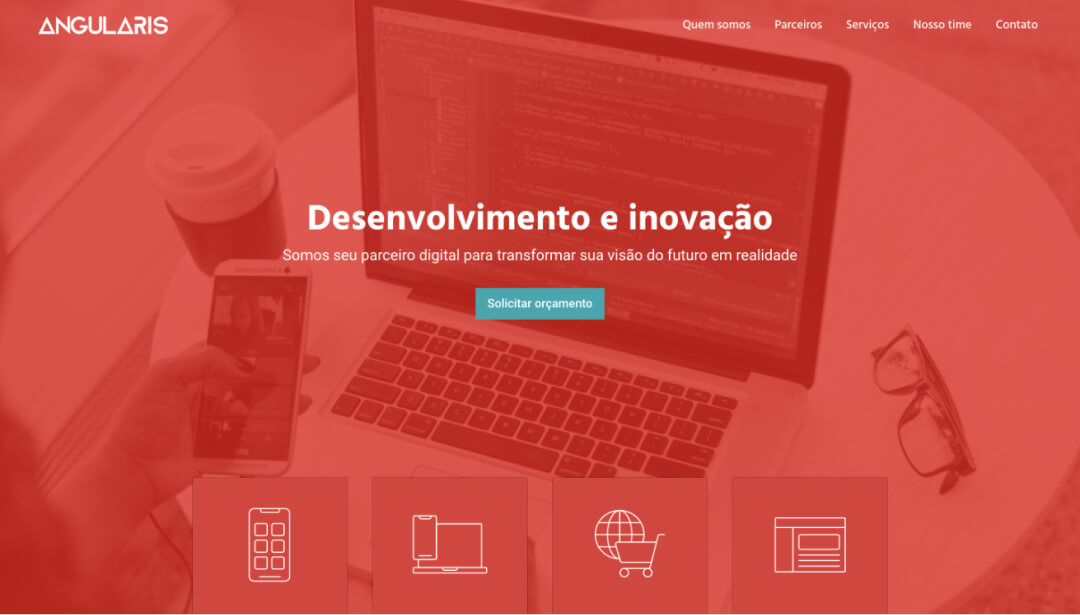 ANGULARIS
Quem somos
Parceiros
Serviços
Nosso time
Contato
Desenvolvimento e inovação
Somos seu parceiro digital para transformar sua visão do futuro em realidade
Solicitar orçamento